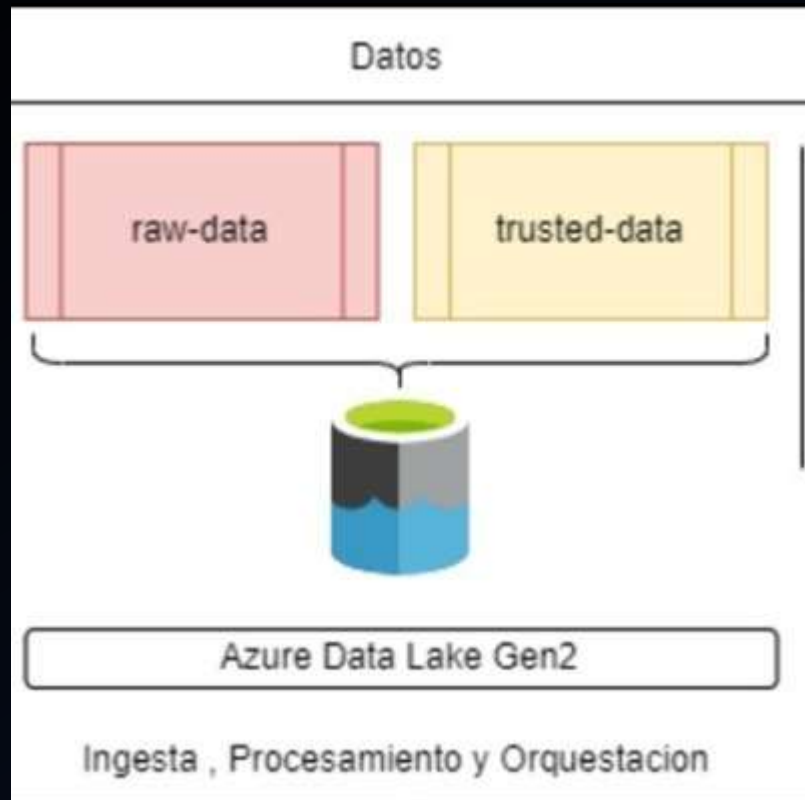 Datos
raw-data
trusted-data
Azure Data Lake Gen2
Ingesta , Procesamiento y Orquestacion